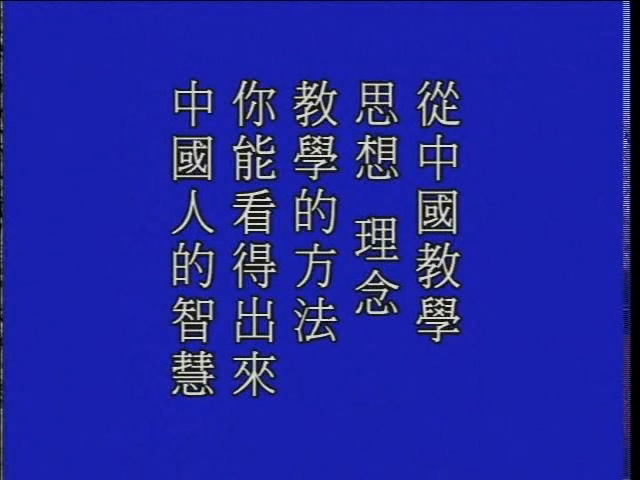 從中國教學
思想 理念
教學的方法
你能看得出來
中國人的智慧